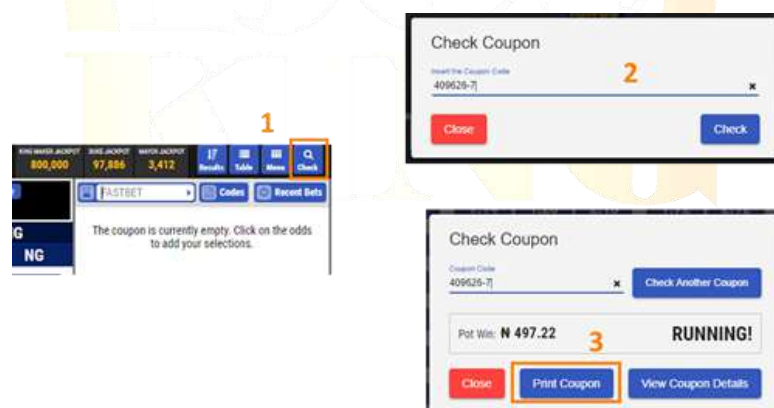 1
KING MAKER JACKPOT
DUKE JACKPOT
MAYOR JACKPOT
800,000
97,886
3,412
Results
Table
Menu
Check
FASTBET
Codes
Recent Bets
G
NG
The coupon is currently empty. Click on the odds
to add your selections.
Check Coupon
Insert the Coupon Code
409626-7
2
Close
Check
Check Coupon
Coupon Code
409626-7
Check Another Coupon
Pot Win: ₦ 497.22
3
RUNNING!
Close
Print Coupon
View Coupon Details